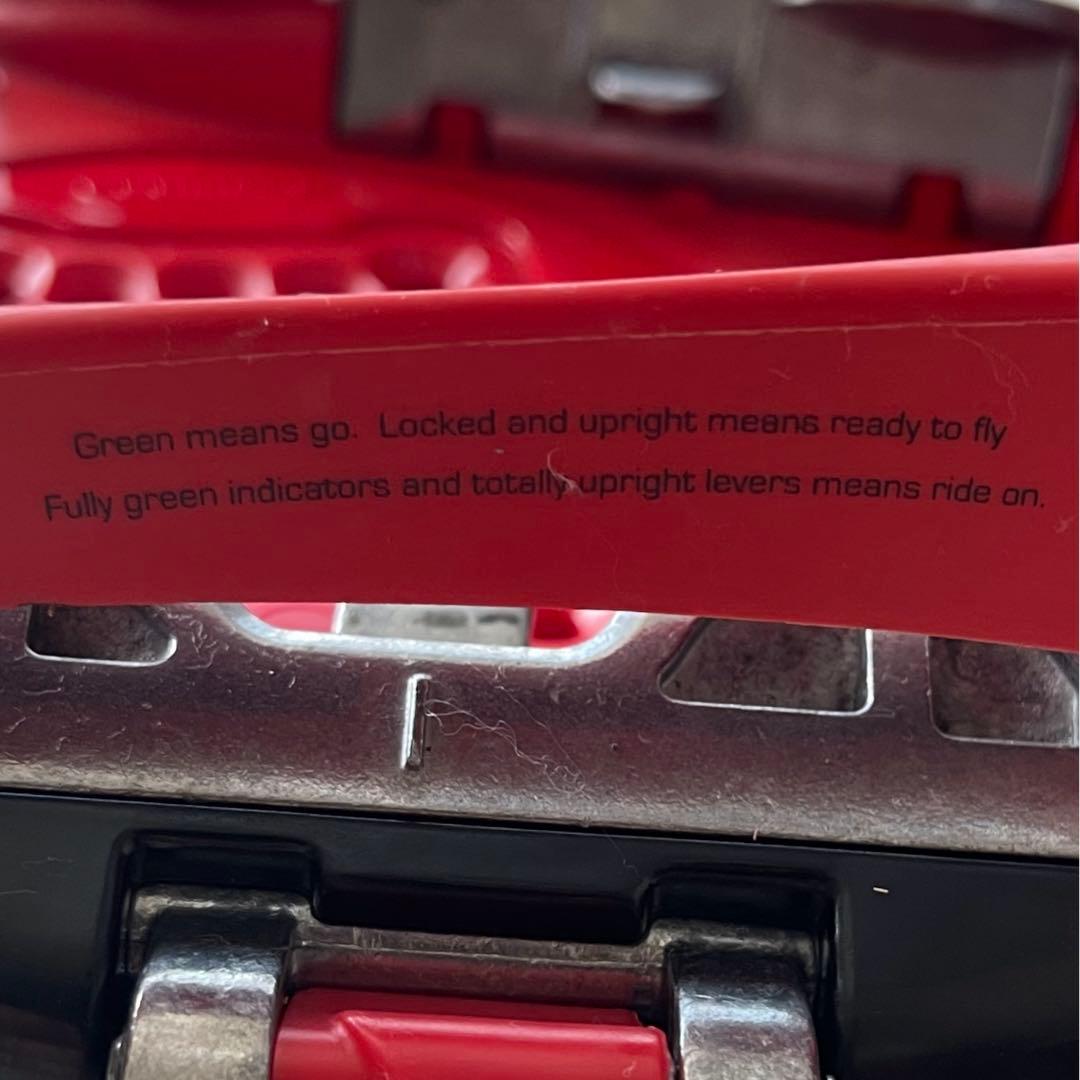 Green means go. Locked and upright means ready to fly
Fully green indicators and totally upright levers means ride on.